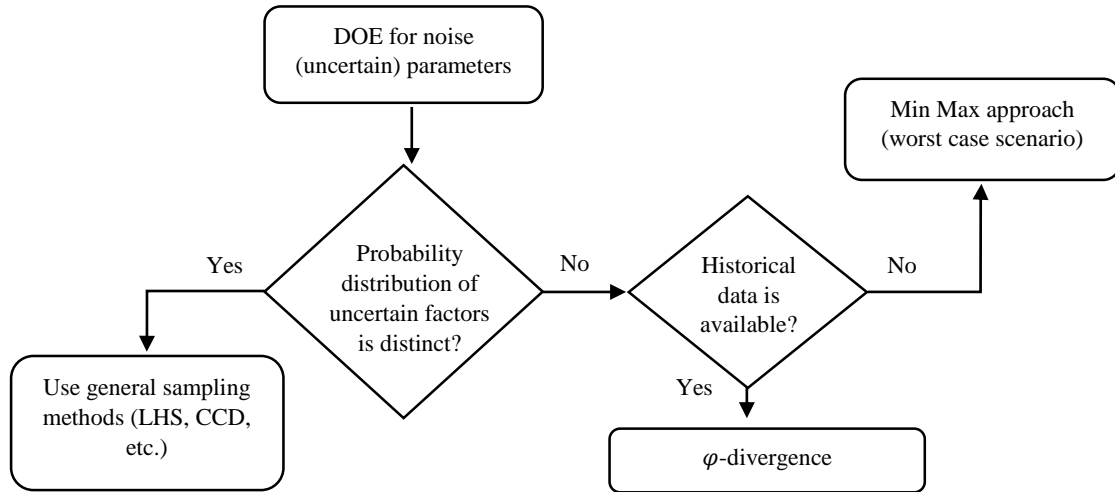 DOE for noise
(uncertain) parameters
Min Max approach
(worst case scenario)
Yes
Probability
distribution of
uncertain factors
is distinct?
No
Historical
data is
available?
No
Use general sampling
methods (LHS, CCD,
etc.)
Yes
φ-divergence